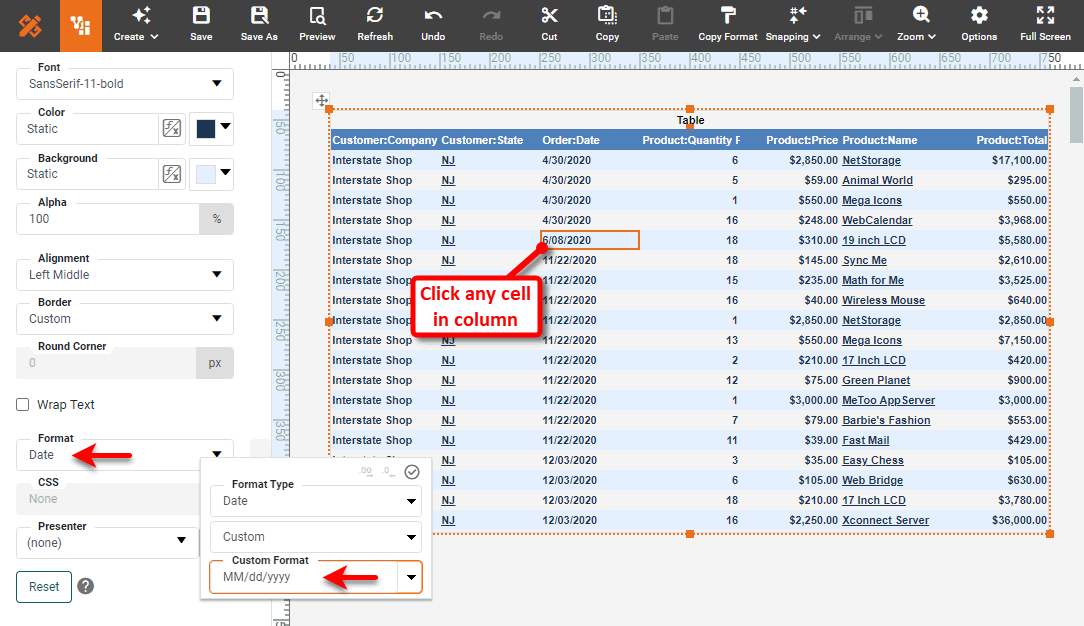 Create
Save
Save As
Preview
Refresh
Undo
Redo
Cut
Copy
Paste
Copy Format
Snapping
Arrange
Zoom
Options
Full Screen
0 50 100 150 200 250 300 350 400 450 500 550 600 650 700 750
0
50
100
150
200
250
300
350
Font
SansSerif-11-bold
Color
Static
Background
Static
Alpha
100 %
Alignment
Left Middle
Border
Custom
Round Corner
0 px
Wrap Text
Format
Date
CSS
None
Presenter
(none)
Reset ?
.00 .0
Format Type
Date
Custom
Custom Format
MM/dd/yyyy
Table
Customer:Company Customer:State Order:Date Product:Quantity P Product:Price Product:Name Product:Total
Interstate Shop NJ 4/30/2020 6 $2,850.00 NetStorage $17,100.00
Interstate Shop NJ 4/30/2020 5 $59.00 Animal World $295.00
Interstate Shop NJ 4/30/2020 1 $550.00 Mega Icons $550.00
Interstate Shop NJ 4/30/2020 16 $248.00 WebCalendar $3,968.00
Interstate Shop NJ 6/08/2020 18 $310.00 19 inch LCD $5,580.00
Interstate Shop NJ 11/22/2020 18 $145.00 Sync Me $2,610.00
Interstate Shop 11/22/2020 15 $235.00 Math for Me $3,525.00
Interstate Shop 11/22/2020 16 $40.00 Wireless Mouse $640.00
Interstate Shop 11/22/2020 1 $2,850.00 NetStorage $2,850.00
Interstate Shop NJ 11/22/2020 13 $550.00 Mega Icons $7,150.00
Interstate Shop NJ 11/22/2020 2 $210.00 17 Inch LCD $420.00
Interstate Shop NJ 11/22/2020 12 $75.00 Green Planet $900.00
Interstate Shop NJ 11/22/2020 1 $3,000.00 MeToo AppServer $3,000.00
Interstate Shop NJ 11/22/2020 7 $79.00 Barbie's Fashion $553.00
Interstate Shop NJ 11/22/2020 11 $39.00 Fast Mail $429.00
NJ 12/03/2020 3 $35.00 Easy Chess $105.00
NJ 12/03/2020 6 $105.00 Web Bridge $630.00
NJ 12/03/2020 18 $210.00 17 Inch LCD $3,780.00
NJ 12/03/2020 16 $2,250.00 Xconnect Server $36,000.00
Click any cell
in column